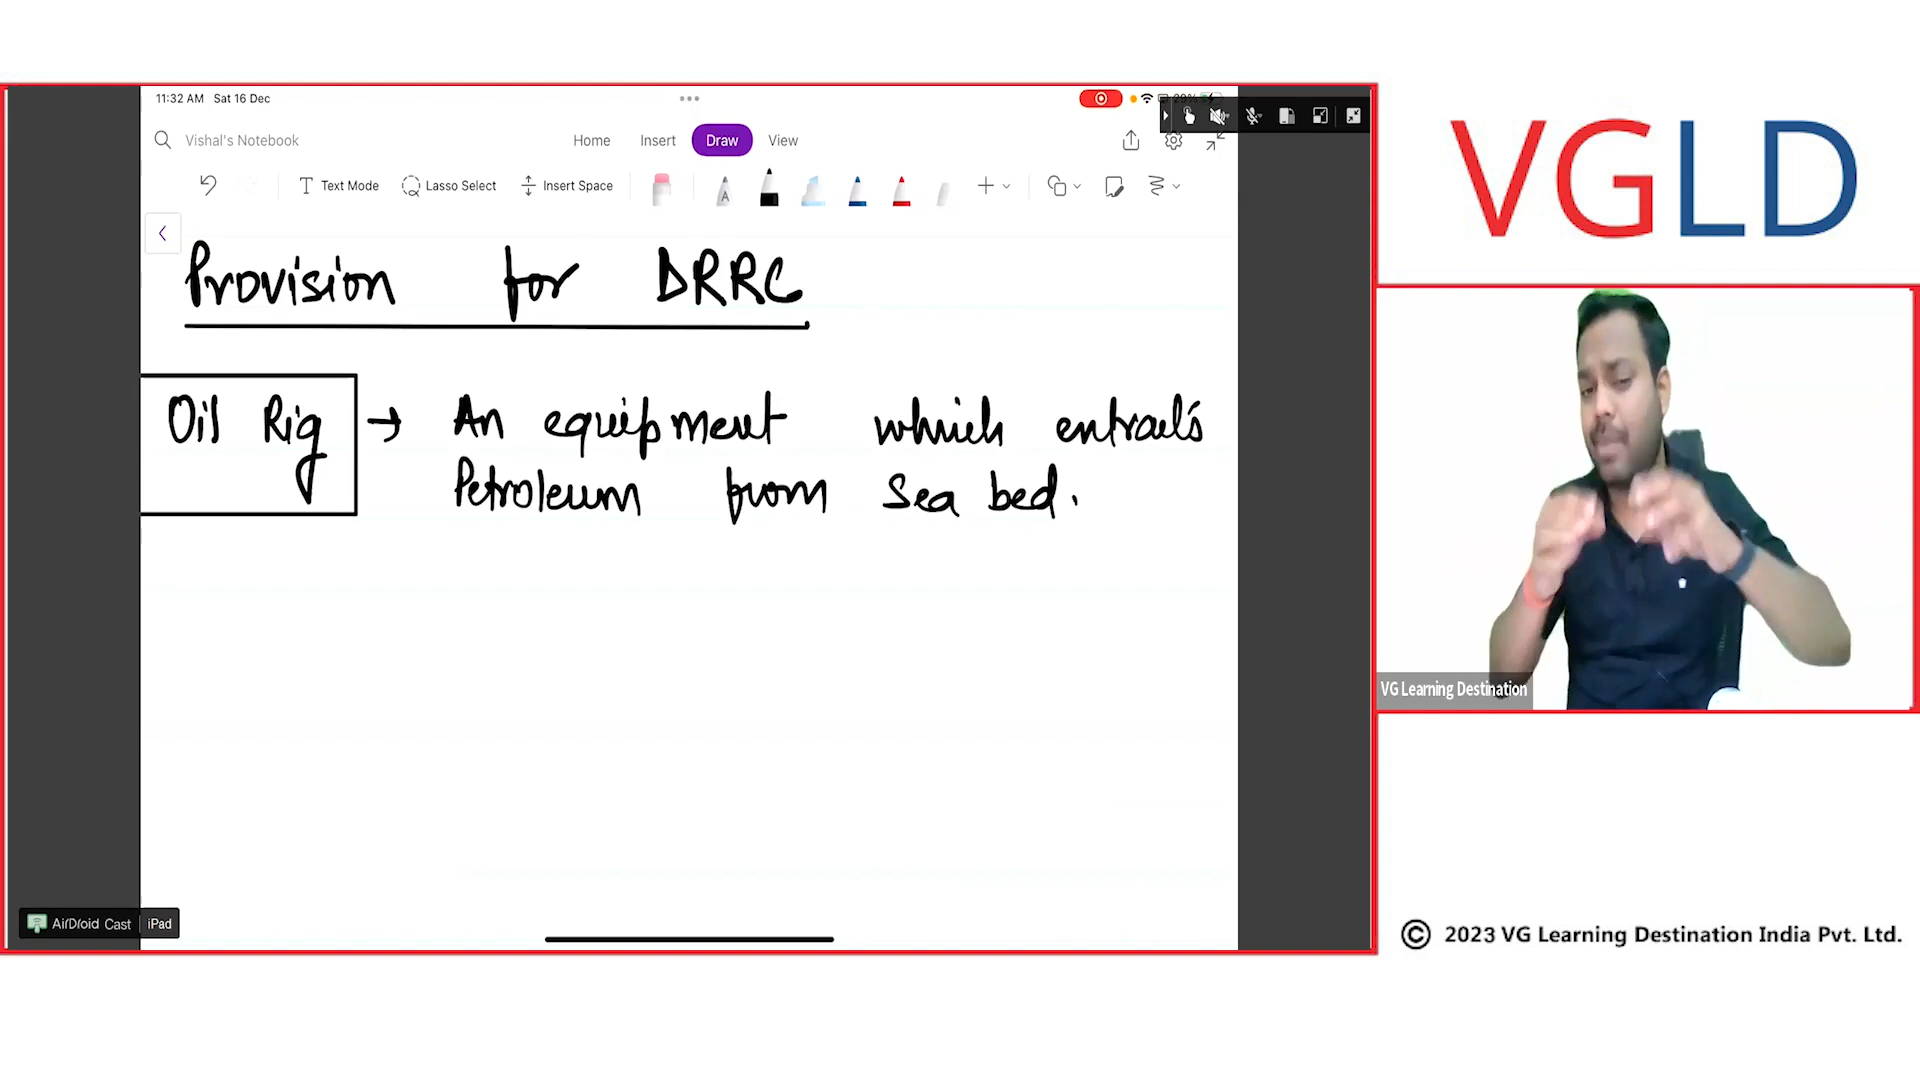 11:32 AM Sat 16 Dec
29%
Vishal's Notebook
Home Insert Draw View
Text Mode Lasso Select Insert Space
A
Provision for DRRC
Oil Rig → An equipment which entrails
Petroleum from Sea bed.
AirDroid Cast iPad
VGLD
VG Learning Destination
© 2023 VG Learning Destination India Pvt. Ltd.